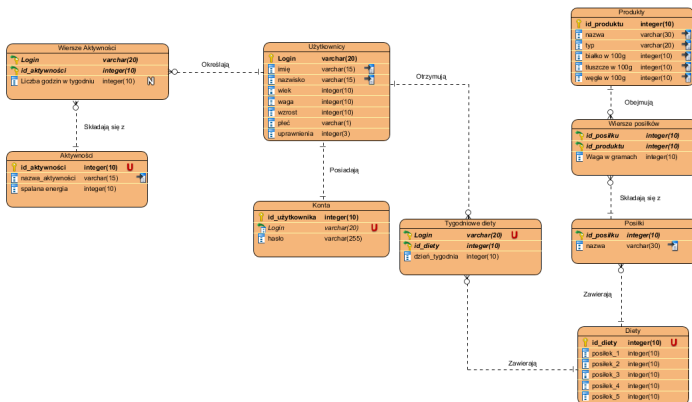 Produkty
id_produktu integer(10)
nazwa varchar(30)
typ varchar(20)
białko w 100g integer(10)
tłuszcze w 100g integer(10)
węgle w 100g integer(10)
Wiersze Aktywności
Login varchar(20)
id_aktywności integer(10)
Liczba godzin w tygodniu integer(10) N
Określają
Użytkownicy
Login varchar(20)
imię varchar(15)
nazwisko varchar(15)
wiek integer(10)
waga integer(10)
wzrost integer(10)
płeć varchar(1)
uprawnienia integer(3)
Otrzymują
Obejmują
Składają się z
Wiersze posiłków
id_posiłku integer(10)
id_produktu integer(10)
Waga w gramach integer(10)
Aktywności
id_aktywności integer(10) U
nazwa_aktywności varchar(15)
spalana energia integer(10)
Posiadają
Składają się z
Konta
id_użytkownika integer(10)
Login varchar(20) U
hasło varchar(255)
Tygodniowe diety
Login varchar(20) U
id_diety integer(10)
dzień_tygodnia integer(10)
Posiłki
id_posiłku integer(10)
nazwa varchar(30)
Zawierają
Zawierają
Diety
id_diety integer(10) U
posiłek_1 integer(10)
posiłek_2 integer(10)
posiłek_3 integer(10)
posiłek_4 integer(10)
posiłek_5 integer(10)